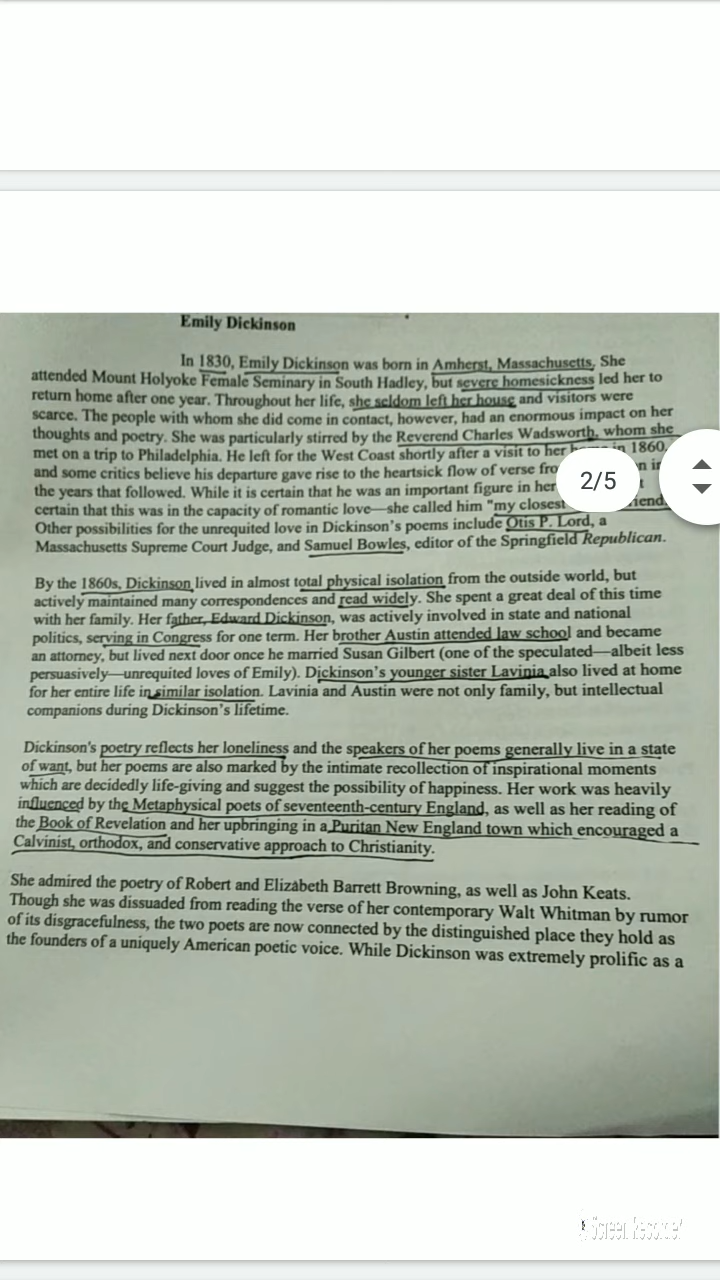 Emily Dickinson
In 1830, Emily Dickinson was born in Amherst, Massachusetts. She
attended Mount Holyoke Female Seminary in South Hadley, but severe homesickness led her to
return home after one year. Throughout her life, she seldom left her house and visitors were
scarce. The people with whom she did come in contact, however, had an enormous impact on her
thoughts and poetry. She was particularly stirred by the Reverend Charles Wadsworth, whom she
met on a trip to Philadelphia. He left for the West Coast shortly after a visit to her in 1860,
and some critics believe his departure gave rise to the heartsick flow of verse
the years that followed. While it is certain that he was an important figure in her
certain that this was in the capacity of romantic love—she called him "my closest
Other possibilities for the unrequited love in Dickinson's poems include Otis P. Lord, a
Massachusetts Supreme Court Judge, and Samuel Bowles, editor of the Springfield Republican.
By the 1860s, Dickinson lived in almost total physical isolation from the outside world, but
actively maintained many correspondences and read widely. She spent a great deal of this time
with her family. Her father, Edward Dickinson, was actively involved in state and national
politics, serving in Congress for one term. Her brother Austin attended law school and became
an attorney, but lived next door once he married Susan Gilbert (one of the speculated—albeit less
persuasively—unrequited loves of Emily). Dickinson's younger sister Lavinia also lived at home
for her entire life in similar isolation. Lavinia and Austin were not only family, but intellectual
companions during Dickinson's lifetime.
Dickinson's poetry reflects her loneliness and the speakers of her poems generally live in a state
of want, but her poems are also marked by the intimate recollection of inspirational moments
which are decidedly life-giving and suggest the possibility of happiness. Her work was heavily
influenced by the Metaphysical poets of seventeenth-century England, as well as her reading of
the Book of Revelation and her upbringing in a Puritan New England town which encouraged a
Calvinist, orthodox, and conservative approach to Christianity.
She admired the poetry of Robert and Elizabeth Barrett Browning, as well as John Keats.
Though she was dissuaded from reading the verse of her contemporary Walt Whitman by rumor
of its disgracefulness, the two poets are now connected by the distinguished place they hold as
the founders of a uniquely American poetic voice. While Dickinson was extremely prolific as a
2/5
Screen Recorder